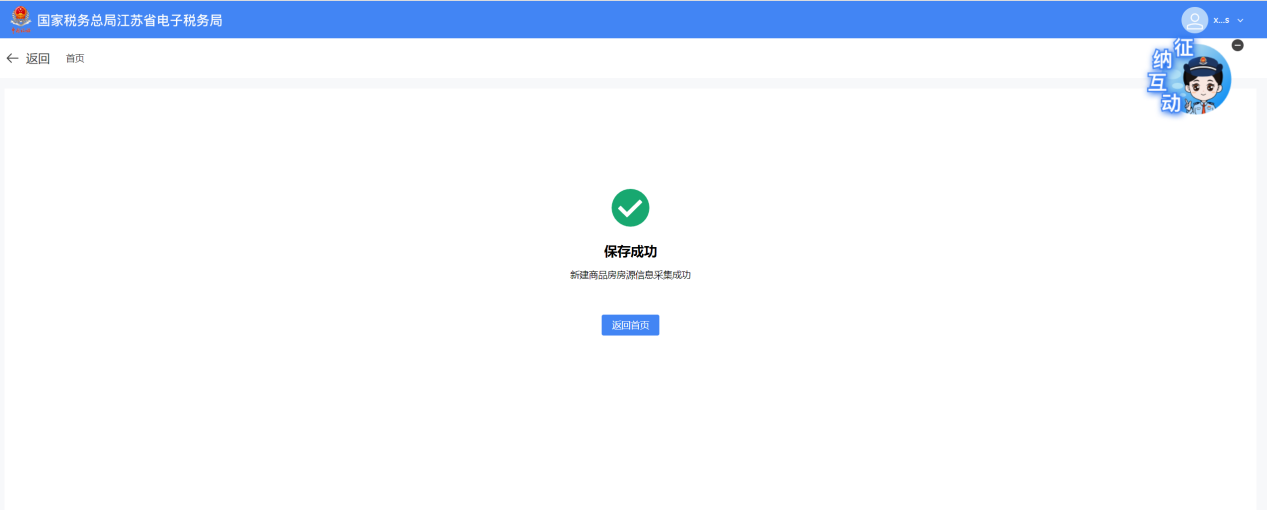 国家税务总局江苏省电子税务局
x...s
返回 首页
征纳互动
保存成功
新建商品房房源信息采集成功
返回首页